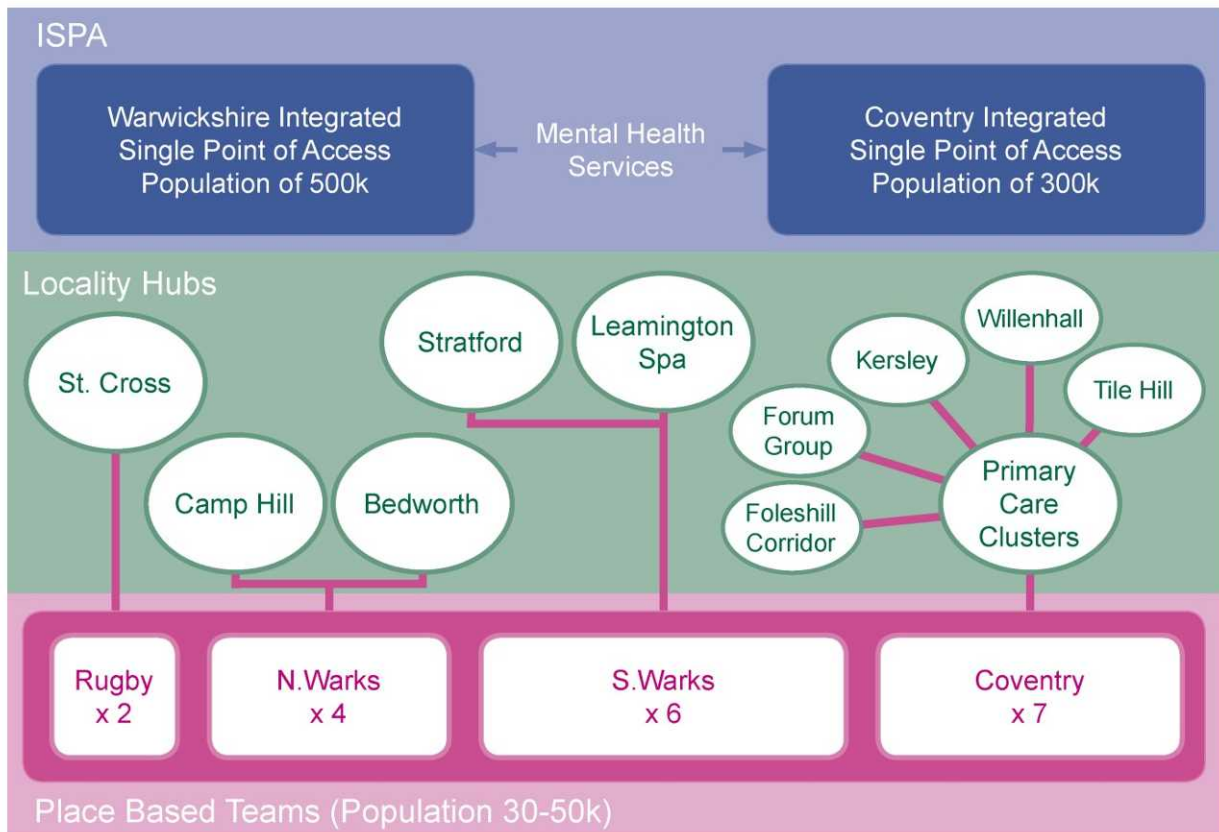 ISPA
Warwickshire Integrated
Single Point of Access
Population of 500k
Mental Health
Services
Coventry Integrated
Single Point of Access
Population of 300k
Locality Hubs
St. Cross
Camp Hill
Bedworth
Stratford
Leamington
Spa
Foleshill
Corridor
Forum
Group
Kersley
Willenhall
Tile Hill
Primary
Care
Clusters
Rugby
x 2
N.Warks
x 4
S.Warks
x 6
Coventry
x 7
Place Based Teams (Population 30-50k)